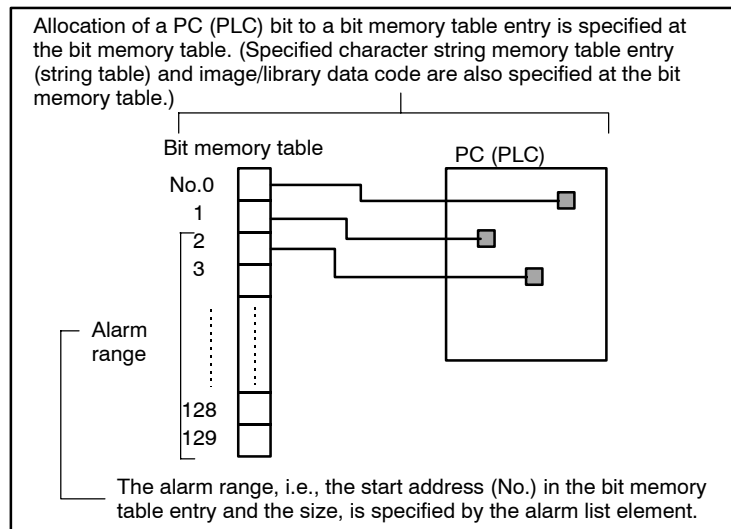 Allocation of a PC (PLC) bit to a bit memory table entry is specified at
the bit memory table. (Specified character string memory table entry
(string table) and image/library data code are also specified at the bit
memory table.)
Bit memory table
PC (PLC)
No.0
1
2
3
Alarm
range
128
129
The alarm range, i.e., the start address (No.) in the bit memory
table entry and the size, is specified by the alarm list element.